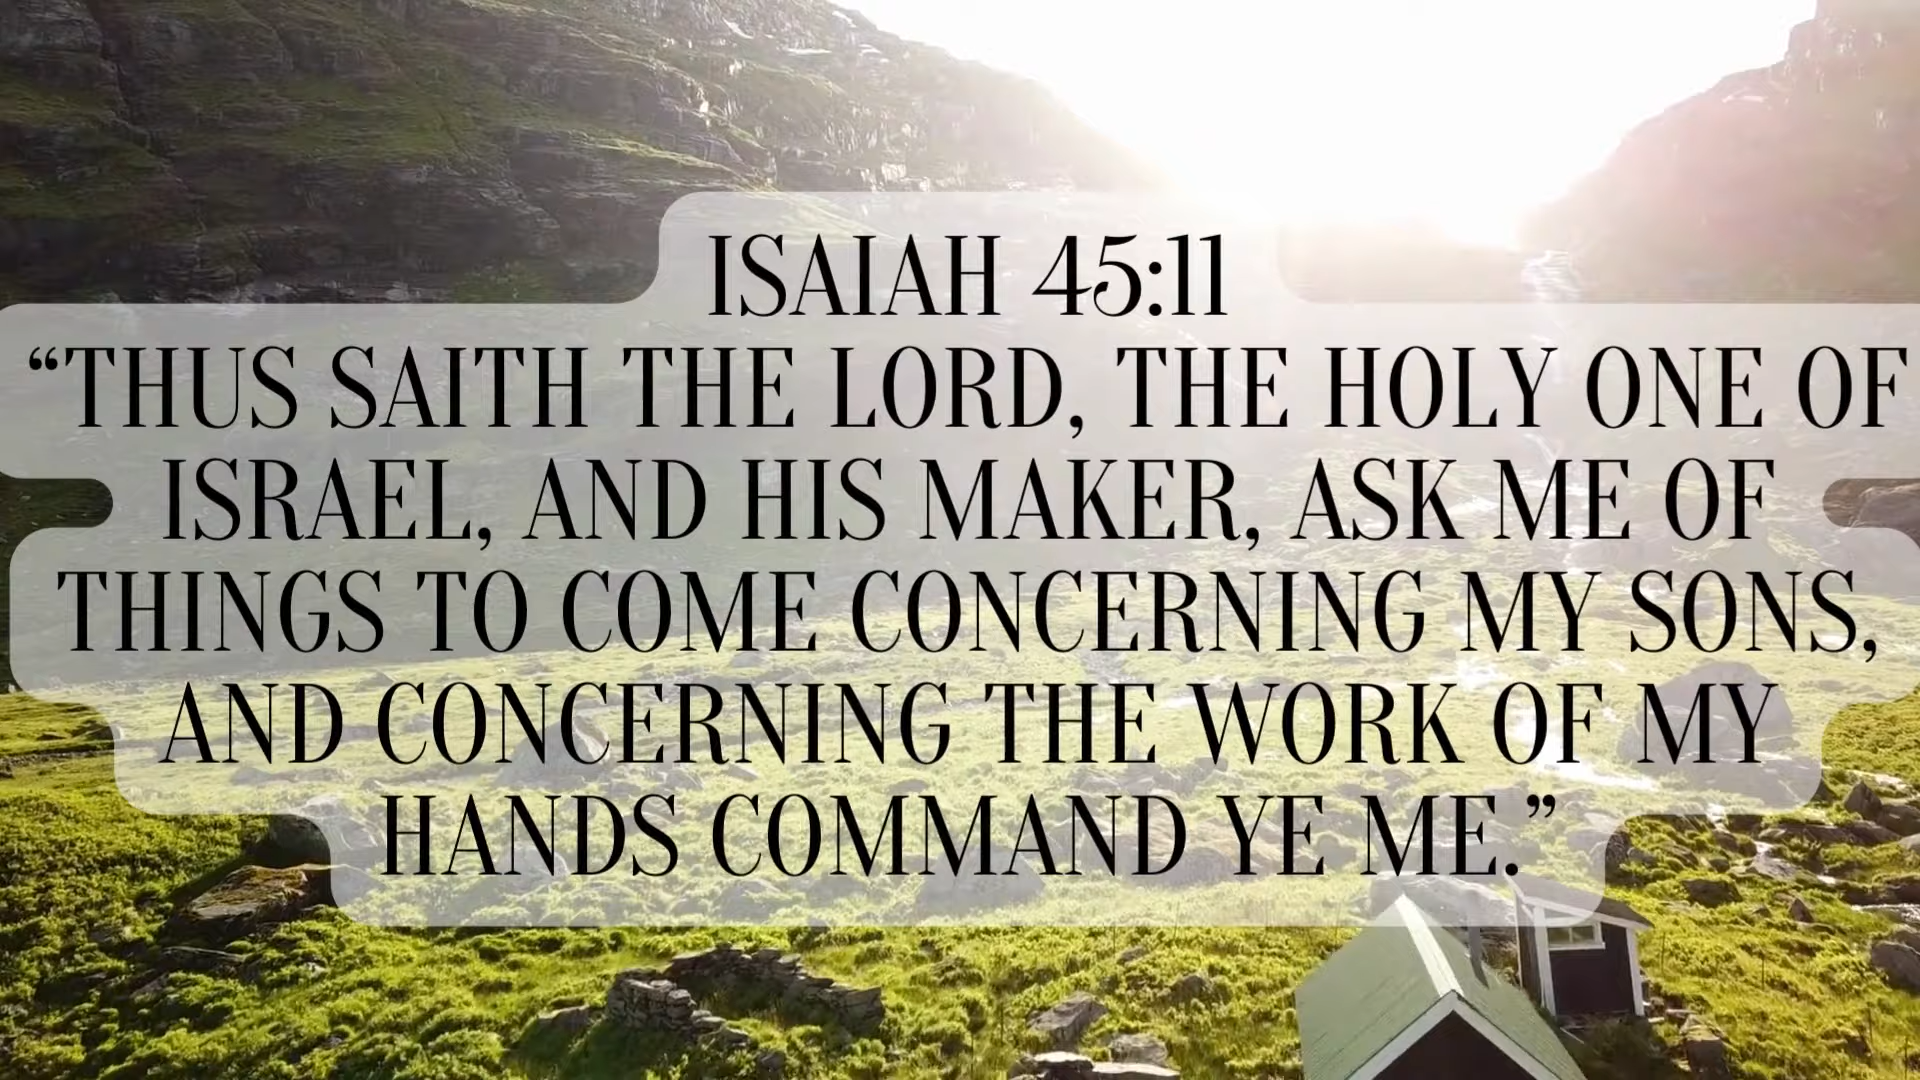 ISAIAH 45:11
“THUS SAITH THE LORD, THE HOLY ONE OF
ISRAEL, AND HIS MAKER, ASK ME OF
THINGS TO COME CONCERNING MY SONS,
AND CONCERNING THE WORK OF MY
HANDS COMMAND YE ME.”